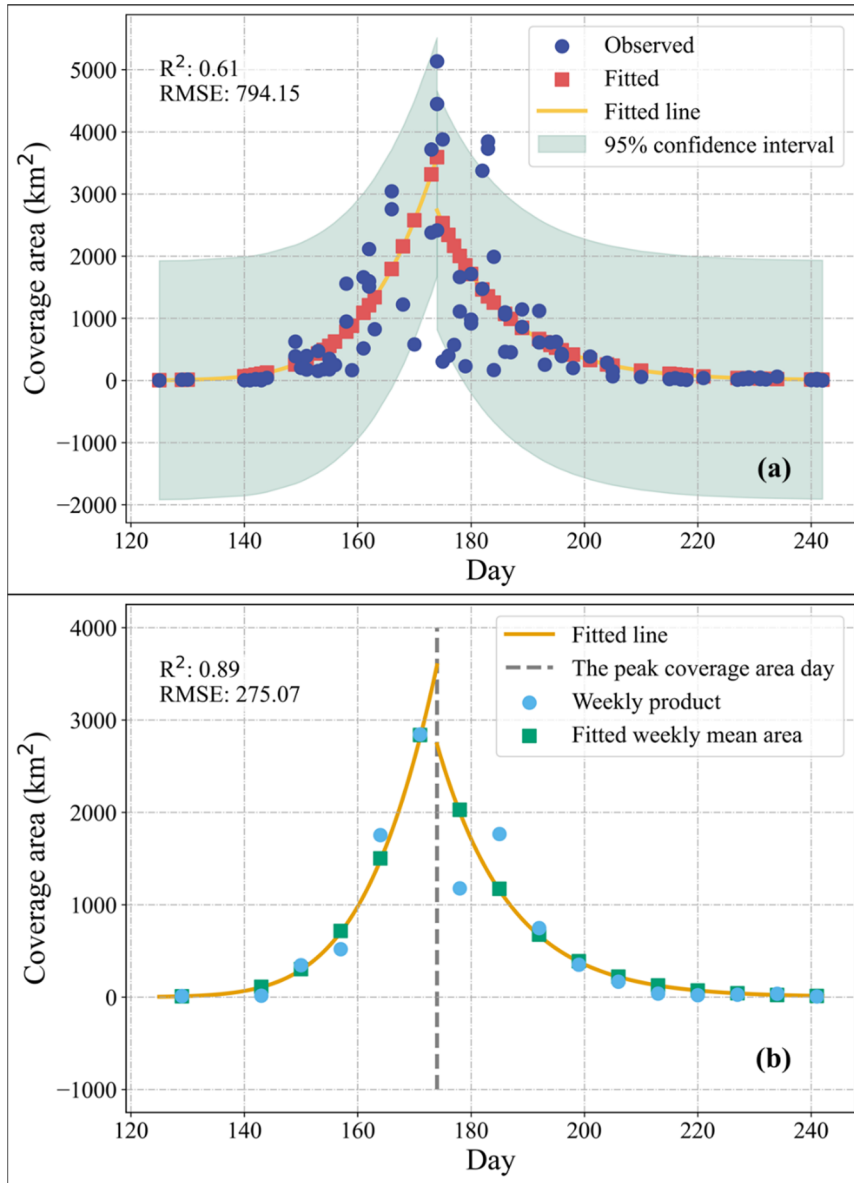 R²: 0.61
RMSE: 794.15
Observed
Fitted
Fitted line
95% confidence interval
Coverage area (km²)
5000
4000
3000
2000
1000
0
−1000
−2000
(a)
120 140 160 180 200 220 240
Day
R²: 0.89
RMSE: 275.07
Fitted line
The peak coverage area day
Weekly product
Fitted weekly mean area
Coverage area (km²)
4000
3000
2000
1000
0
−1000
(b)
120 140 160 180 200 220 240
Day